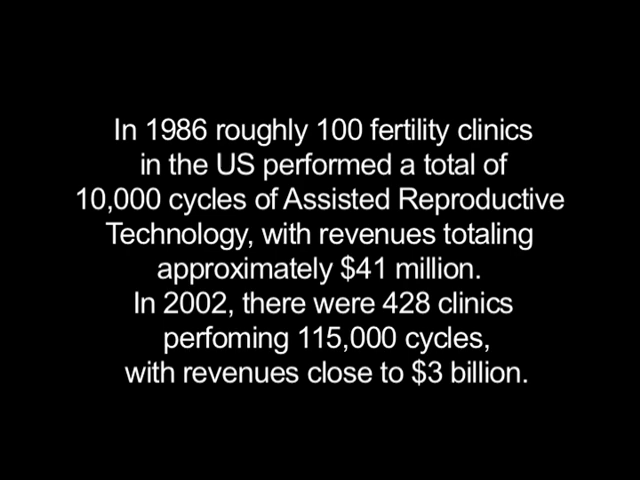 In 1986 roughly 100 fertility clinics
in the US performed a total of
10,000 cycles of Assisted Reproductive
Technology, with revenues totaling
approximately $41 million.
In 2002, there were 428 clinics
perfoming 115,000 cycles,
with revenues close to $3 billion.